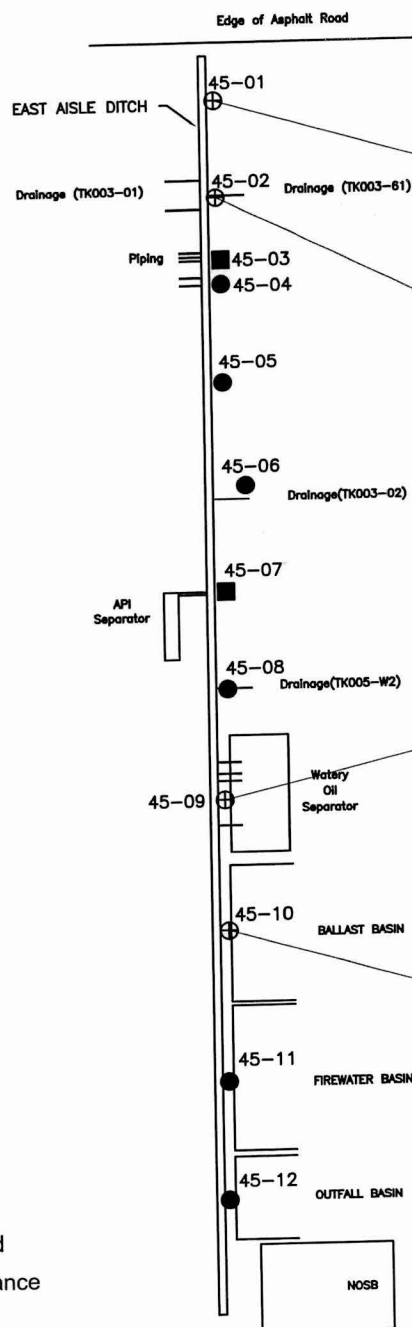 Edge of Asphalt Road
45-01
EAST AISLE DITCH
45-02
Drainage (TK003-01)
Drainage (TK003-61)
Piping
45-03
45-04
45-05
45-06
Drainage(TK003-02)
45-07
API
Separator
45-08
Drainage(TK005-W2)
Watery
Oil
Separator
45-09
45-10
BALLAST BASIN
45-11
FIREWATER BASIN
45-12
OUTFALL BASIN
NOSB